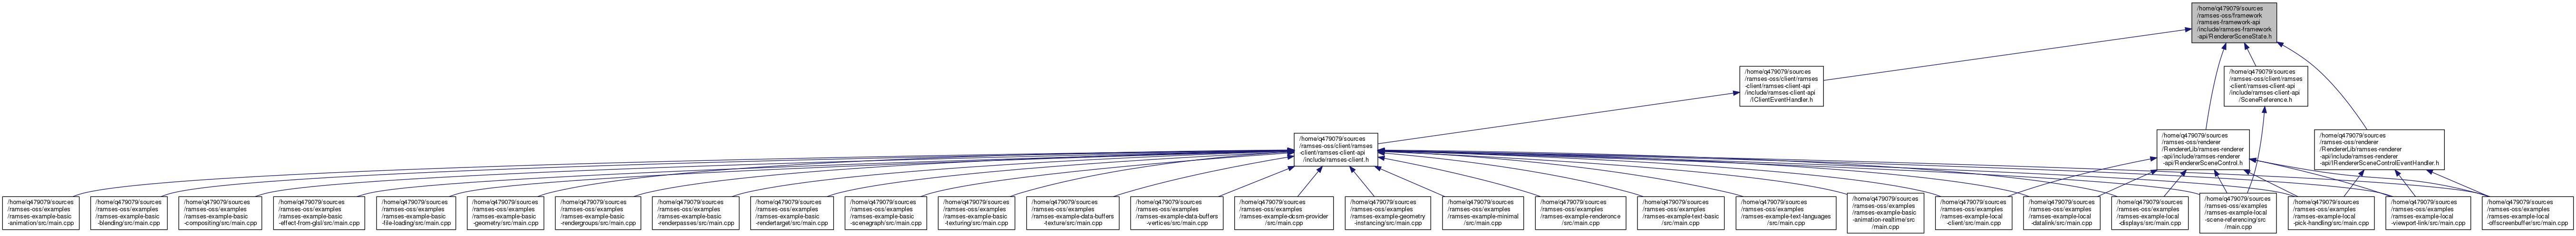 /home/q479079/sources
/ramses-oss/framework
/ramses-framework-api
/include/ramses-framework
-api/RendererSceneState.h
/home/q479079/sources
/ramses-oss/client/ramses
-client/ramses-client-api
/include/ramses-client-api
/IClientEventHandler.h
/home/q479079/sources
/ramses-oss/client/ramses
-client/ramses-client-api
/include/ramses-client-api
/SceneReference.h
/home/q479079/sources
/ramses-oss/client/ramses
-client/ramses-client-api
/include/ramses-client.h
/home/q479079/sources
/ramses-oss/renderer
/RendererLib/ramses-renderer
-api/include/ramses-renderer
-api/RendererSceneControl.h
/home/q479079/sources
/ramses-oss/renderer
/RendererLib/ramses-renderer
-api/include/ramses-renderer
-api/IRendererSceneControlEventHandler.h
/home/q479079/sources
/ramses-oss/examples
/ramses-example-basic
-animation/src/main.cpp
/home/q479079/sources
/ramses-oss/examples
/ramses-example-basic
-blending/src/main.cpp
/home/q479079/sources
/ramses-oss/examples
/ramses-example-basic
-compositing/src/main.cpp
/home/q479079/sources
/ramses-oss/examples
/ramses-example-basic
-effect-from-glsl/src/main.cpp
/home/q479079/sources
/ramses-oss/examples
/ramses-example-basic
-file-loading/src/main.cpp
/home/q479079/sources
/ramses-oss/examples
/ramses-example-basic
-geometry/src/main.cpp
/home/q479079/sources
/ramses-oss/examples
/ramses-example-basic
-rendergroups/src/main.cpp
/home/q479079/sources
/ramses-oss/examples
/ramses-example-basic
-renderpasses/src/main.cpp
/home/q479079/sources
/ramses-oss/examples
/ramses-example-basic
-rendertarget/src/main.cpp
/home/q479079/sources
/ramses-oss/examples
/ramses-example-basic
-scenegraph/src/main.cpp
/home/q479079/sources
/ramses-oss/examples
/ramses-example-basic
-texturing/src/main.cpp
/home/q479079/sources
/ramses-oss/examples
/ramses-example-data-buffers
-texture/src/main.cpp
/home/q479079/sources
/ramses-oss/examples
/ramses-example-data-buffers
-vertices/src/main.cpp
/home/q479079/sources
/ramses-oss/examples
/ramses-example-dcsm-provider
/src/main.cpp
/home/q479079/sources
/ramses-oss/examples
/ramses-example-geometry
-instancing/src/main.cpp
/home/q479079/sources
/ramses-oss/examples
/ramses-example-minimal
/src/main.cpp
/home/q479079/sources
/ramses-oss/examples
/ramses-example-renderonce
/src/main.cpp
/home/q479079/sources
/ramses-oss/examples
/ramses-example-text-basic
/src/main.cpp
/home/q479079/sources
/ramses-oss/examples
/ramses-example-text-languages
/src/main.cpp
/home/q479079/sources
/ramses-oss/examples
/ramses-example-basic
-animation-realtime/src
/main.cpp
/home/q479079/sources
/ramses-oss/examples
/ramses-example-local
-client/src/main.cpp
/home/q479079/sources
/ramses-oss/examples
/ramses-example-local
-datalink/src/main.cpp
/home/q479079/sources
/ramses-oss/examples
/ramses-example-local
-displays/src/main.cpp
/home/q479079/sources
/ramses-oss/examples
/ramses-example-local
-scene-referencing/src
/main.cpp
/home/q479079/sources
/ramses-oss/examples
/ramses-example-local
-pick-handling/src/main.cpp
/home/q479079/sources
/ramses-oss/examples
/ramses-example-local
-viewport-link/src/main.cpp
/home/q479079/sources
/ramses-oss/examples
/ramses-example-local
-offscreenbuffer/src/main.cpp